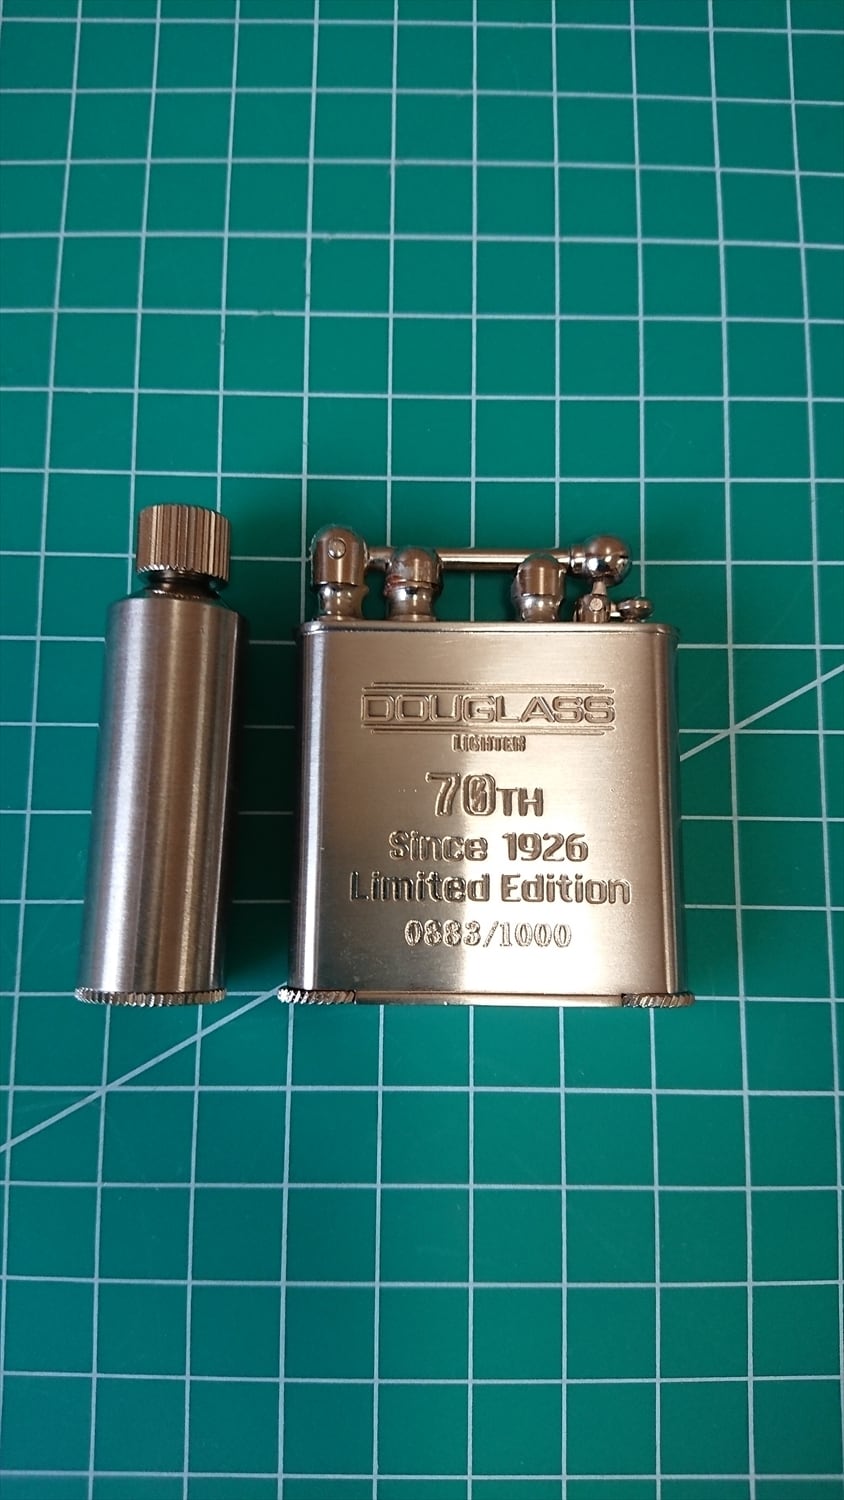 DOUGLASS
LIGHTER
70TH
Since 1926
Limited Edition
0883/1000